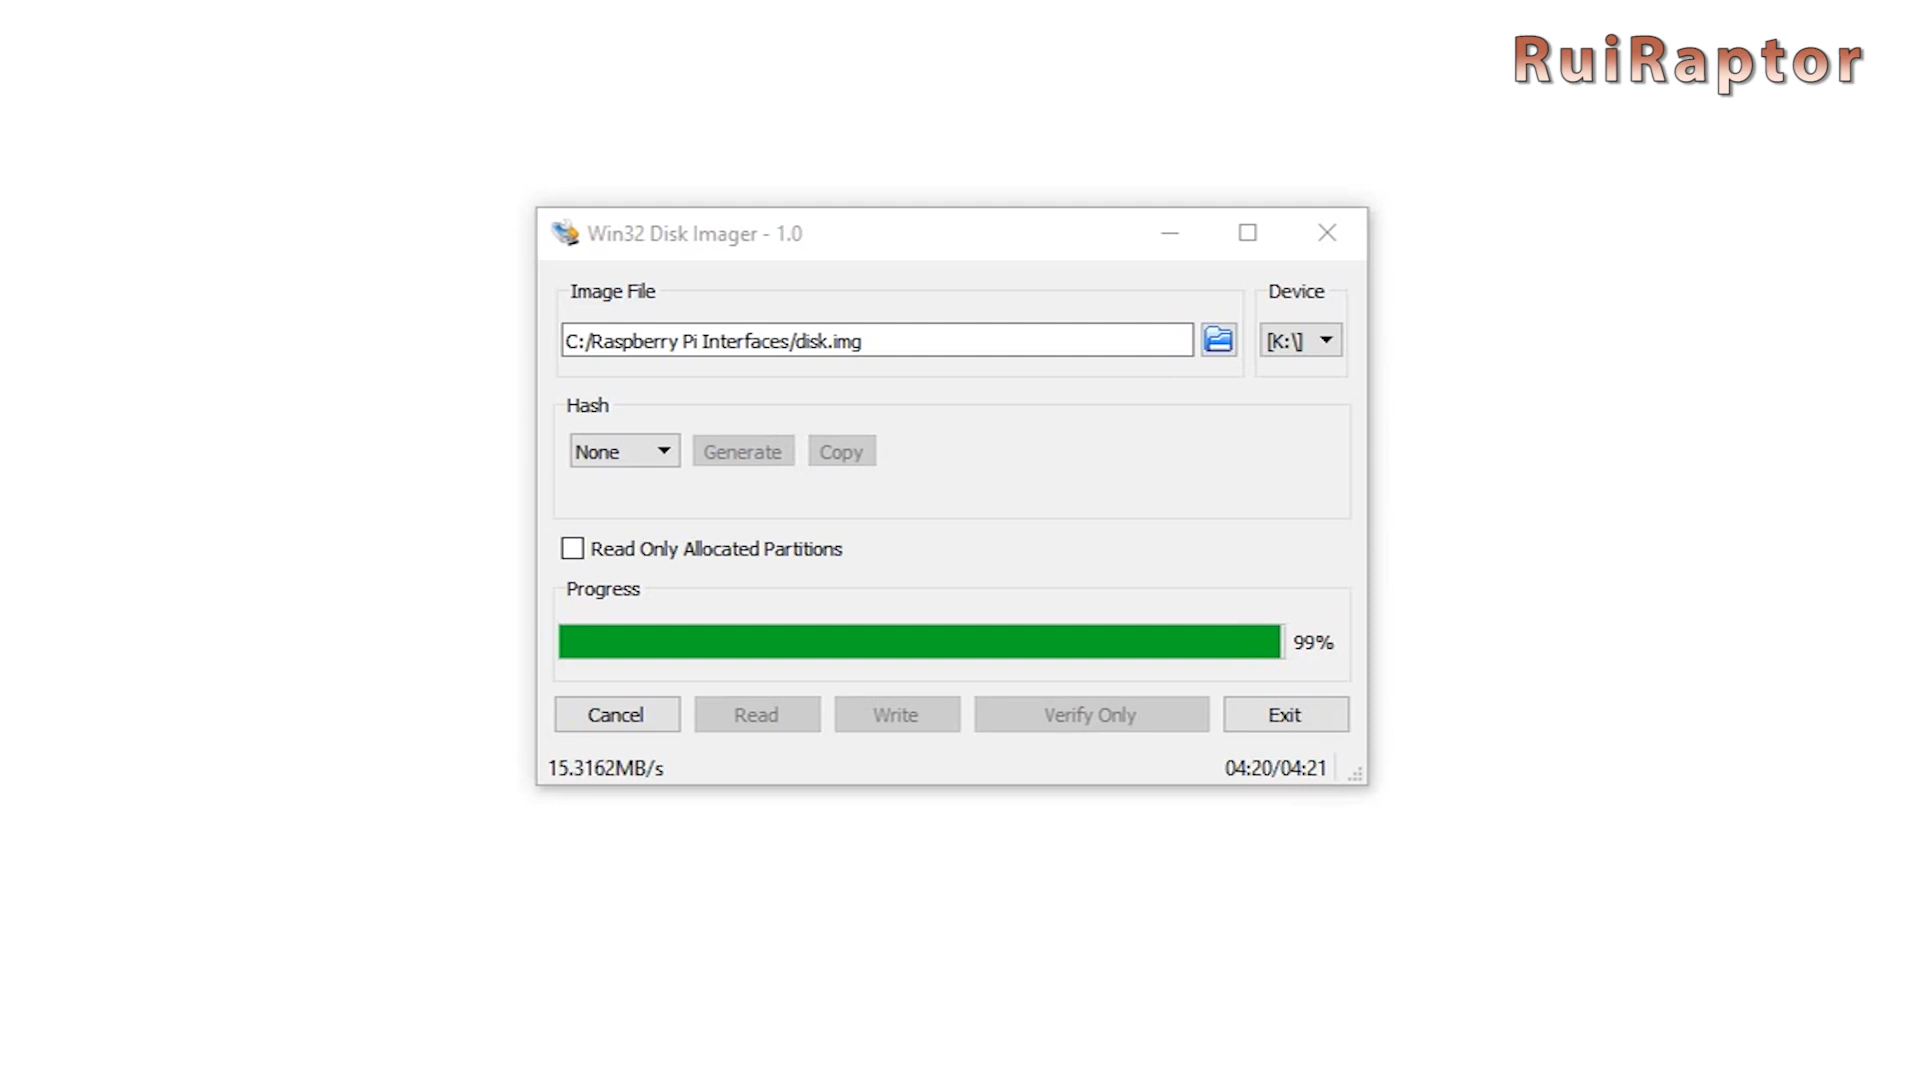 RuiRaptor
Win32 Disk Imager - 1.0
Image File
Device
C:/Raspberry Pi Interfaces/disk.img
[K:\]
Hash
None
Generate
Copy
Read Only Allocated Partitions
Progress
99%
Cancel
Read
Write
Verify Only
Exit
15.3162MB/s
04:20/04:21